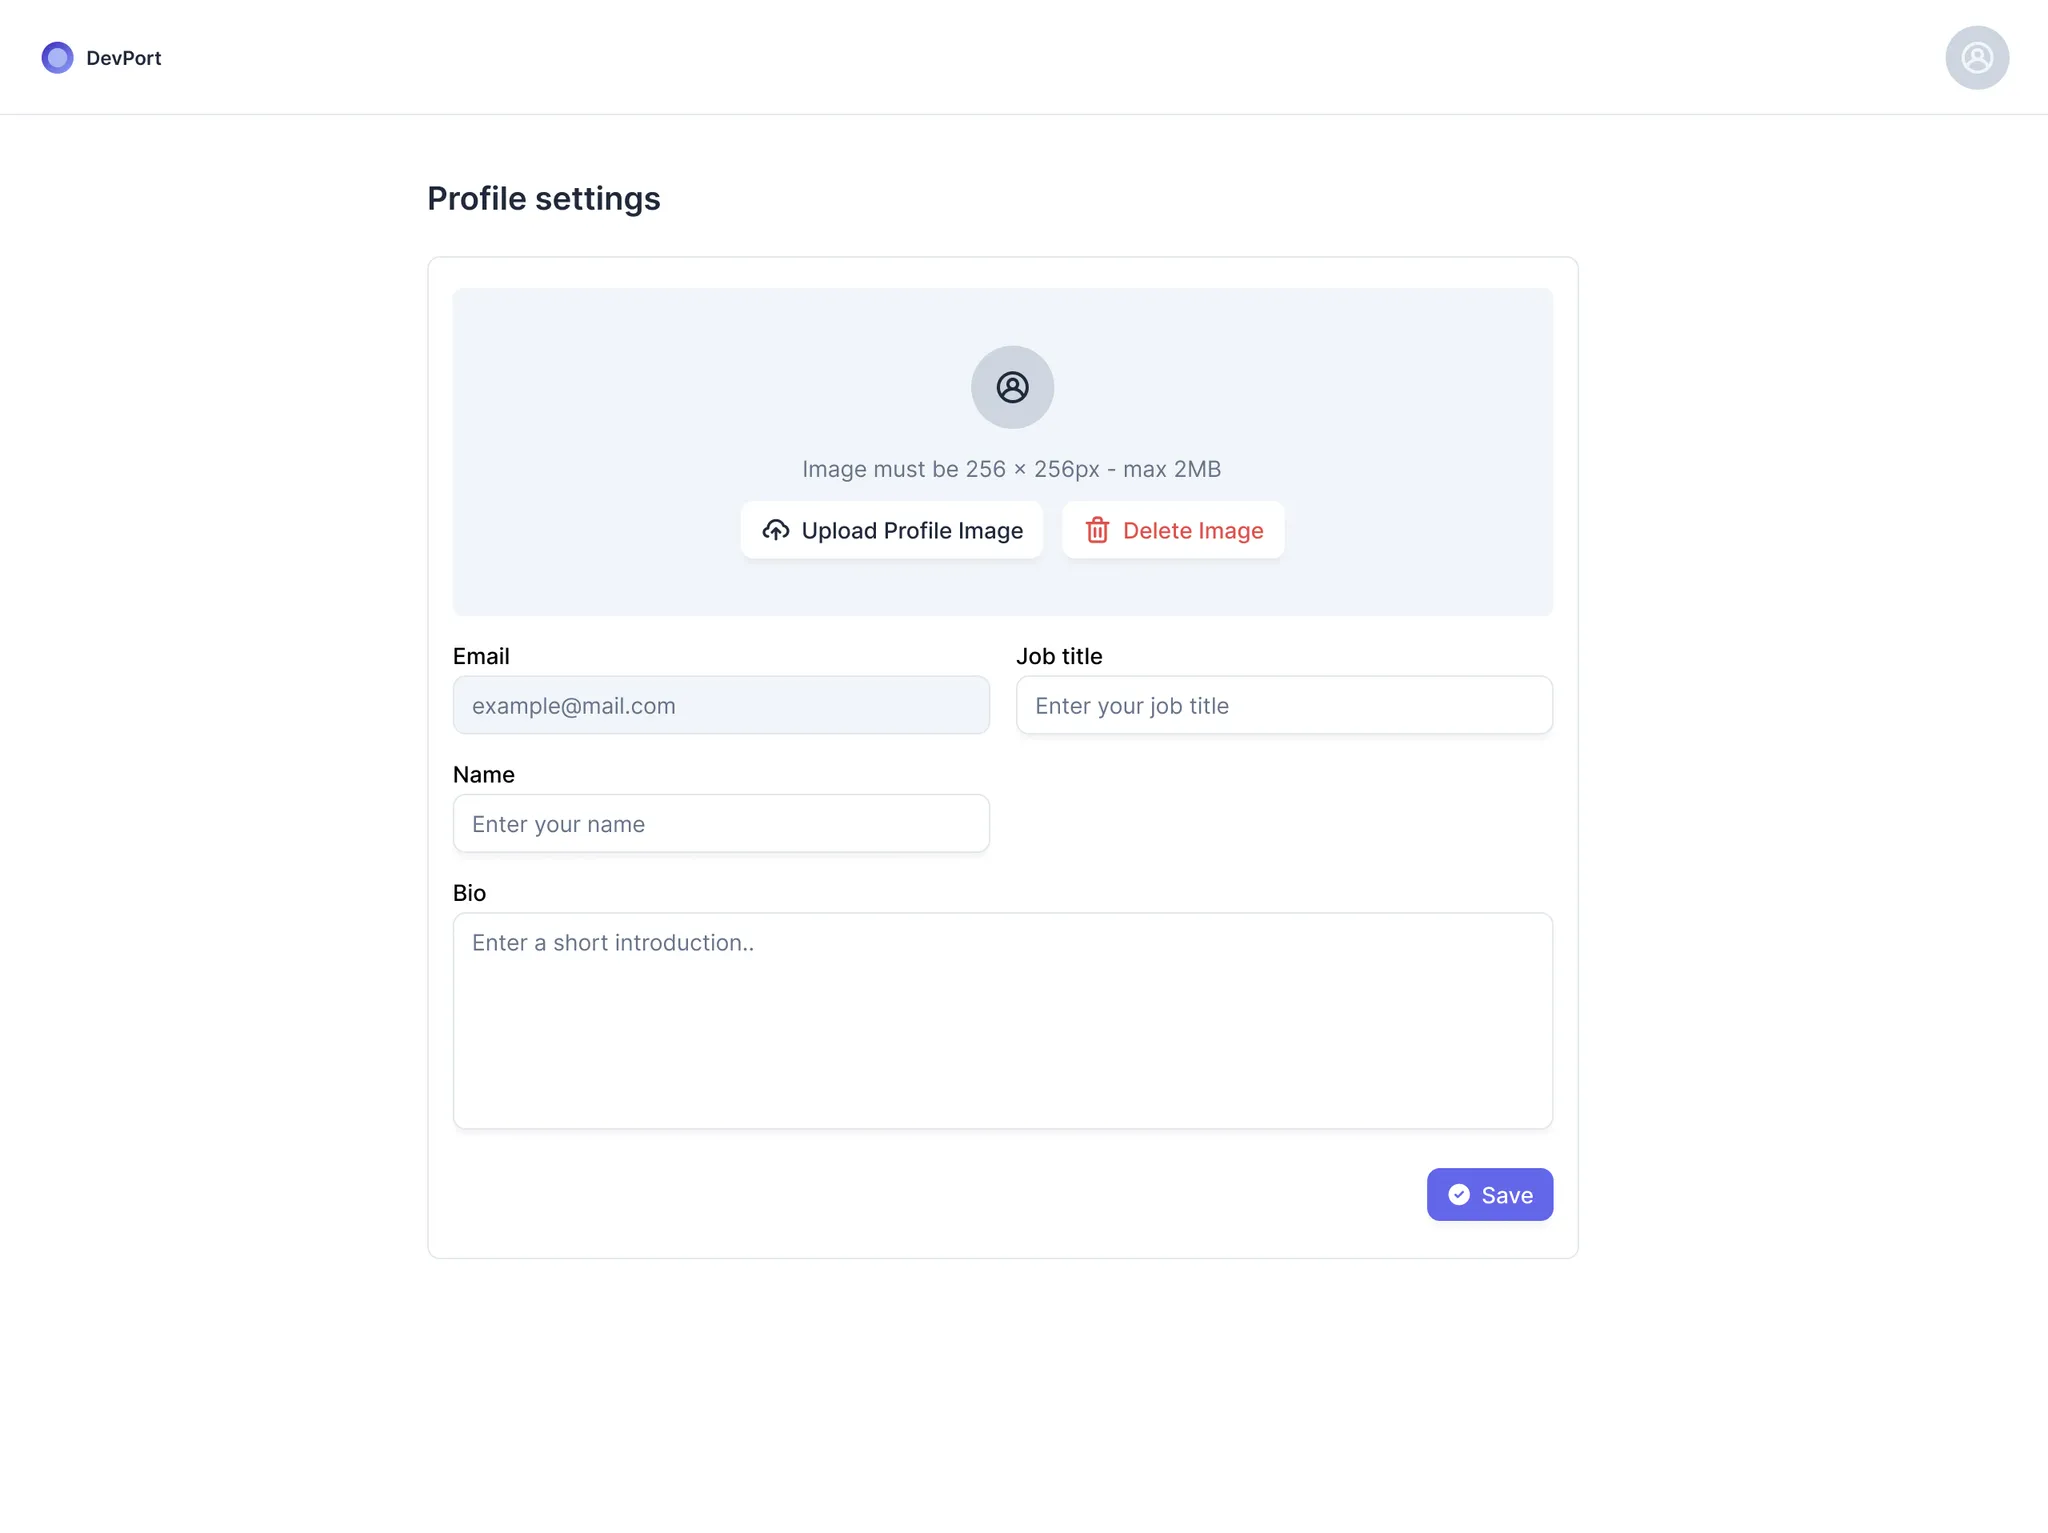 DevPort
Profile settings
Image must be 256 × 256px - max 2MB
Upload Profile Image
Delete Image
Email
Job title
example@mail.com
Enter your job title
Name
Enter your name
Bio
Enter a short introduction..
Save